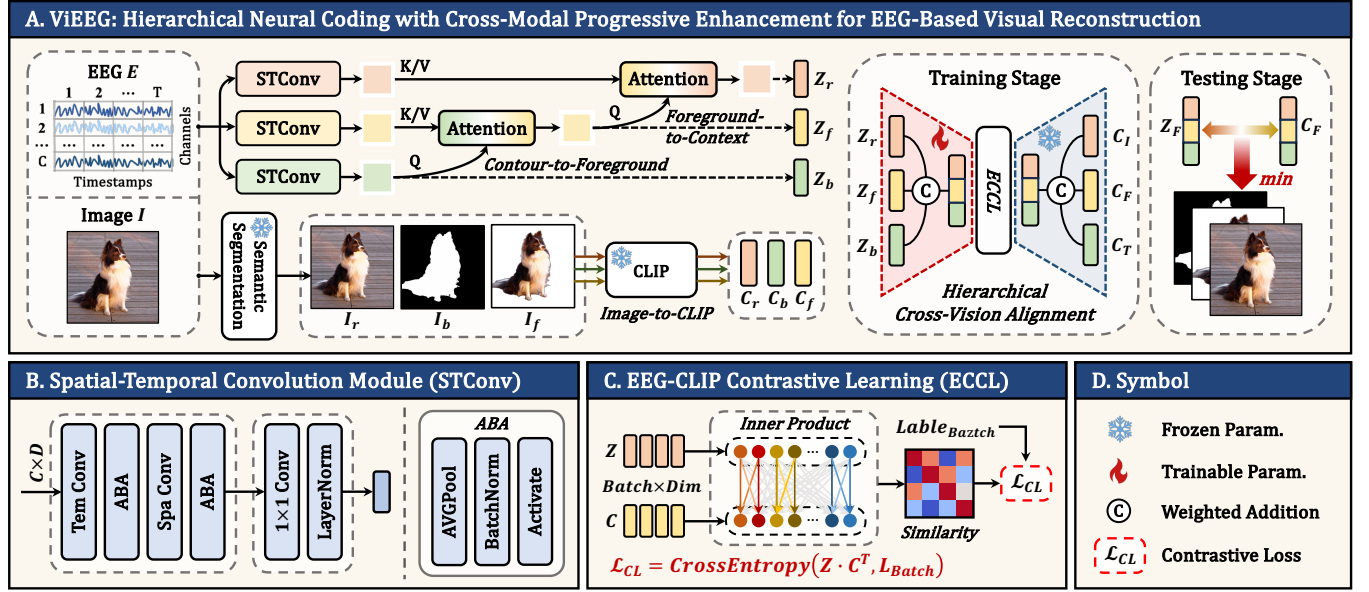 A. ViEEG: Hierarchical Neural Coding with Cross-Modal Progressive Enhancement for EEG-Based Visual Reconstruction
EEG E
1 2 ... T
1
2
...
C
Channels
Timestamps
Image I
STConv
K/V
Attention
Z_r
STConv
K/V
Attention
Q
Foreground-
to-Context
Z_f
STConv
Q
Contour-to-Foreground
Z_b
Semantic
Segmentation
I_r
I_b
I_f
CLIP
Image-to-CLIP
C_r C_b C_f
Training Stage
Z_r
Z_f
Z_b
C
ECCL
C
C_I
C_F
C_T
Hierarchical
Cross-Vision Alignment
Testing Stage
Z_F
C_F
min
B. Spatial-Temporal Convolution Module (STConv)
C×D
Tem Conv
ABA
Spa Conv
ABA
1×1 Conv
LayerNorm
ABA
AVGPool
BatchNorm
Activate
C. EEG-CLIP Contrastive Learning (ECCL)
Z
Batch×Dim
C
Inner Product
...
...
Lable_Baztch
Similarity
ℒ_CL
ℒ_CL = CrossEntropy(Z · C^T, L_Batch)
D. Symbol
Frozen Param.
Trainable Param.
C Weighted Addition
ℒ_CL Contrastive Loss